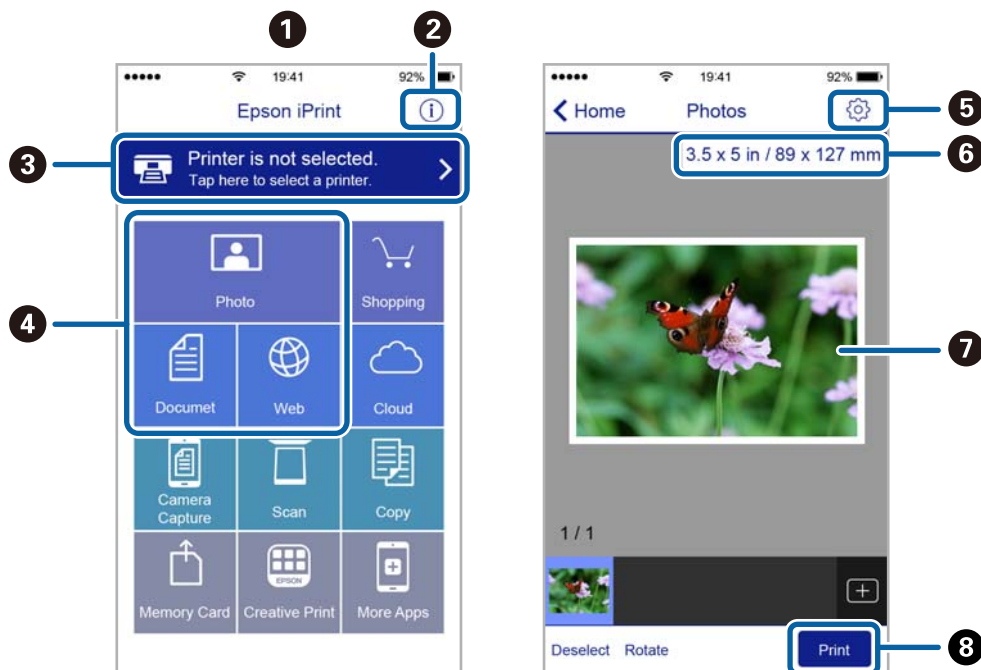 1
2
19:41
92%
Epson iPrint
i
3
Printer is not selected.
Tap here to select a printer.
4
Photo
Shopping
Documet
Web
Cloud
Camera
Capture
Scan
Copy
EPSON
Memory Card
Creative Print
More Apps
19:41
92%
Home
Photos
5
3.5 x 5 in / 89 x 127 mm
6
7
1 / 1
Deselect
Rotate
Print
8